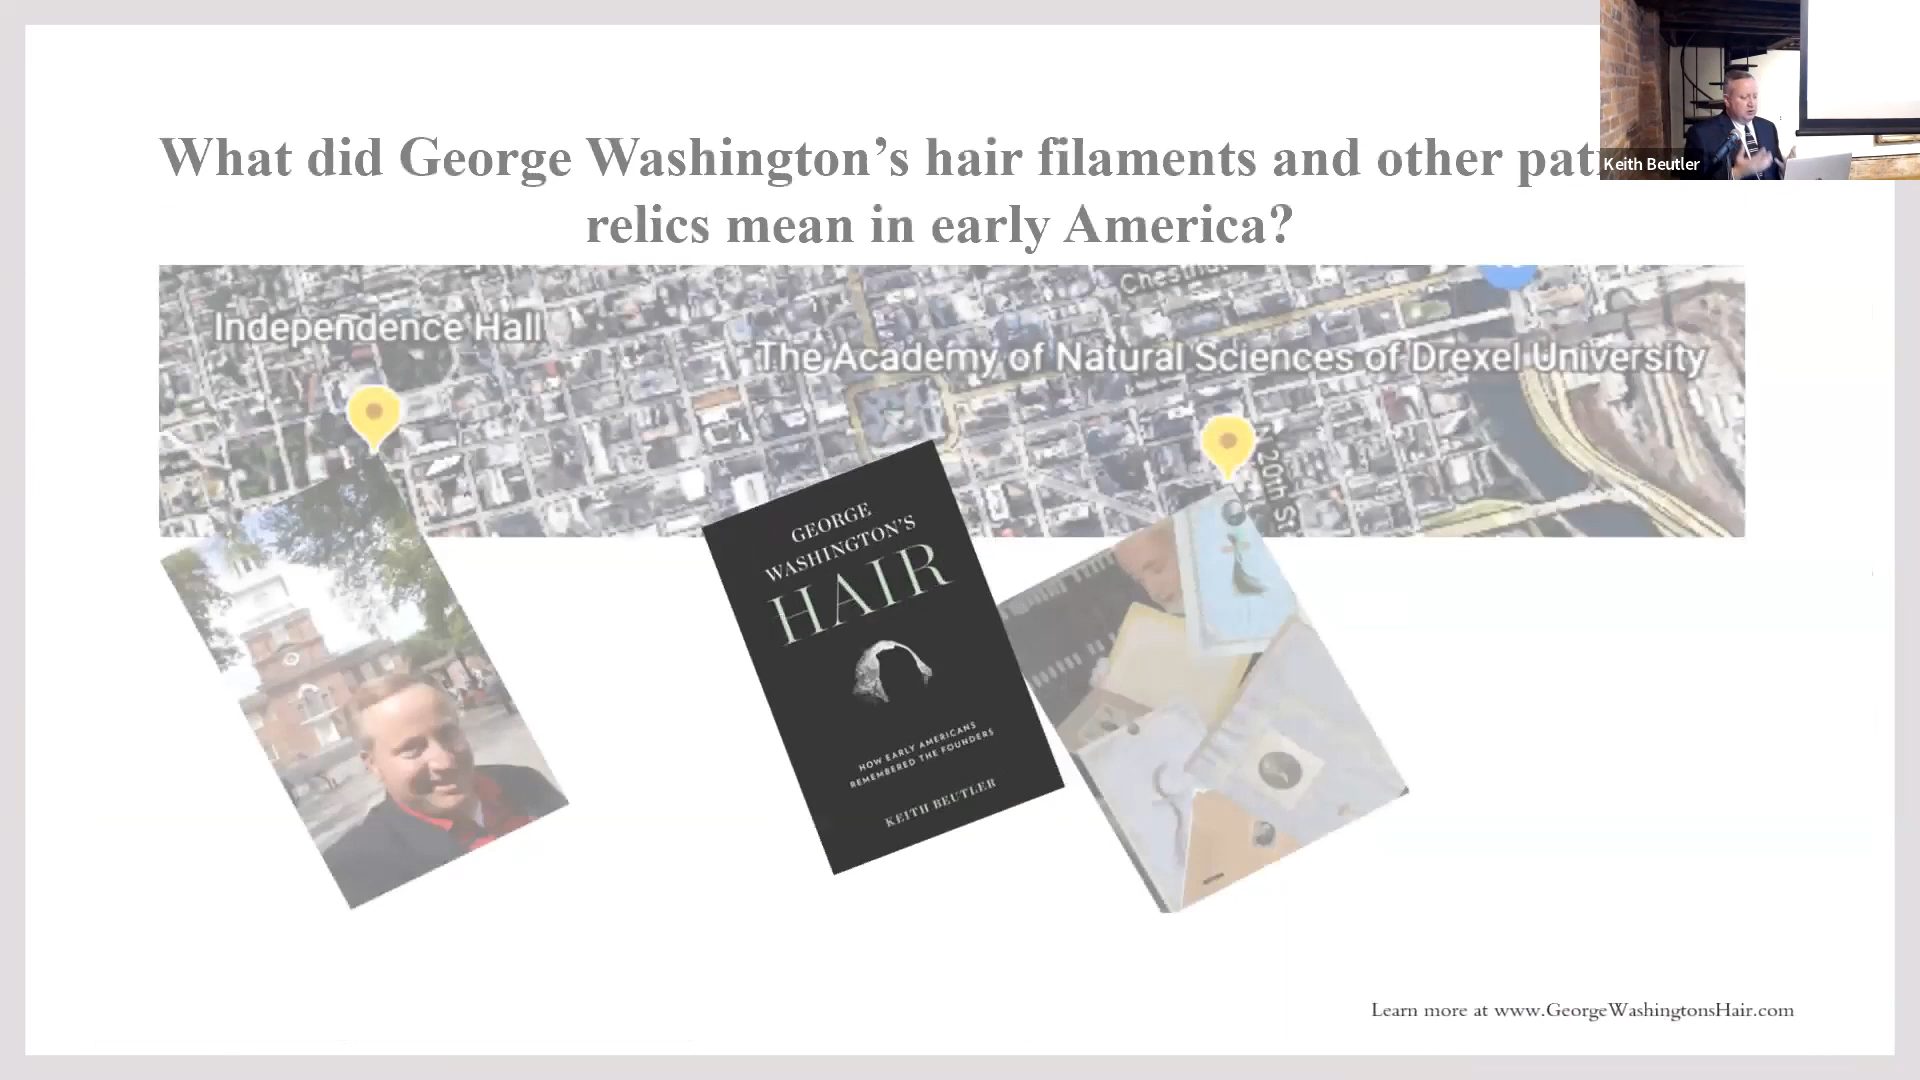 What did George Washington’s hair filaments and other
relics mean in early America?
Keith Beutler
Chestnut
Independence Hall
The Academy of Natural Sciences of Drexel University
N 20th St
GEORGE
WASHINGTON'S
HAIR
HOW EARLY AMERICANS
REMEMBERED THE FOUNDERS
KEITH BEUTLER
Learn more at www.GeorgeWashingtonsHair.com